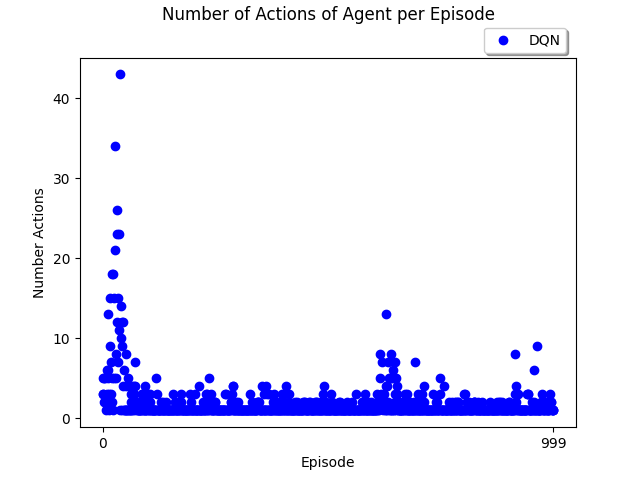 Number of Actions of Agent per Episode
DQN
40
30
20
10
0
Number Actions
0 999
Episode